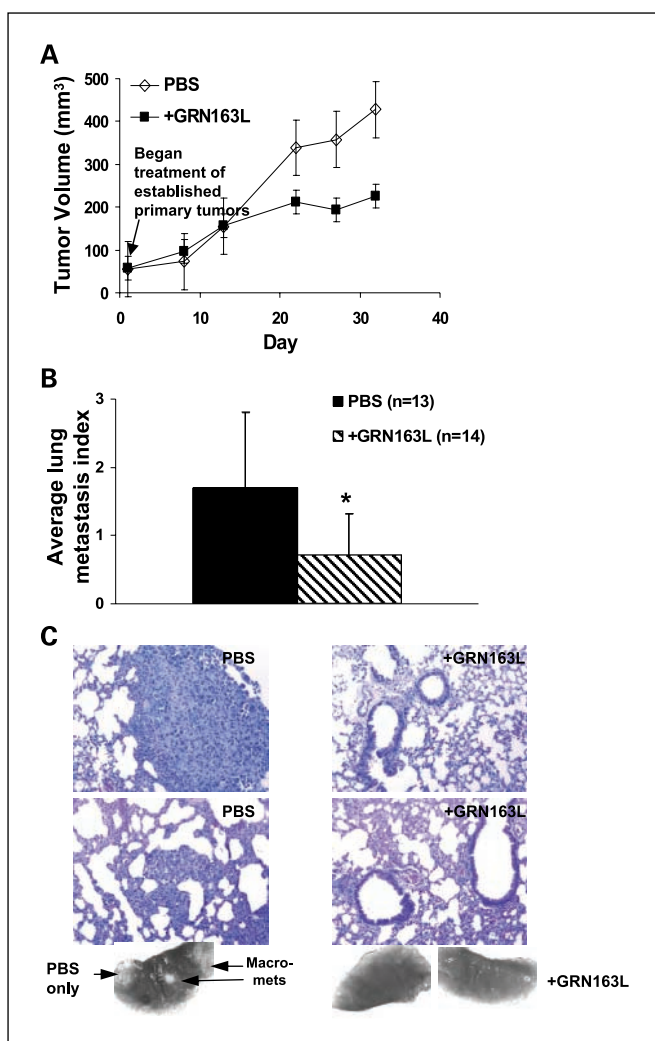 A
Tumor Volume (mm³)
500
400
300
200
100
0
PBS
+GRN163L
Began
treatment of
established
primary tumors
0
10
20
30
40
Day
B
Average lung
metastasis index
3
2
1
0
PBS (n=13)
+GRN163L (n=14)
*
C
PBS
+GRN163L
PBS
+GRN163L
PBS
only
Macro-
mets
+GRN163L